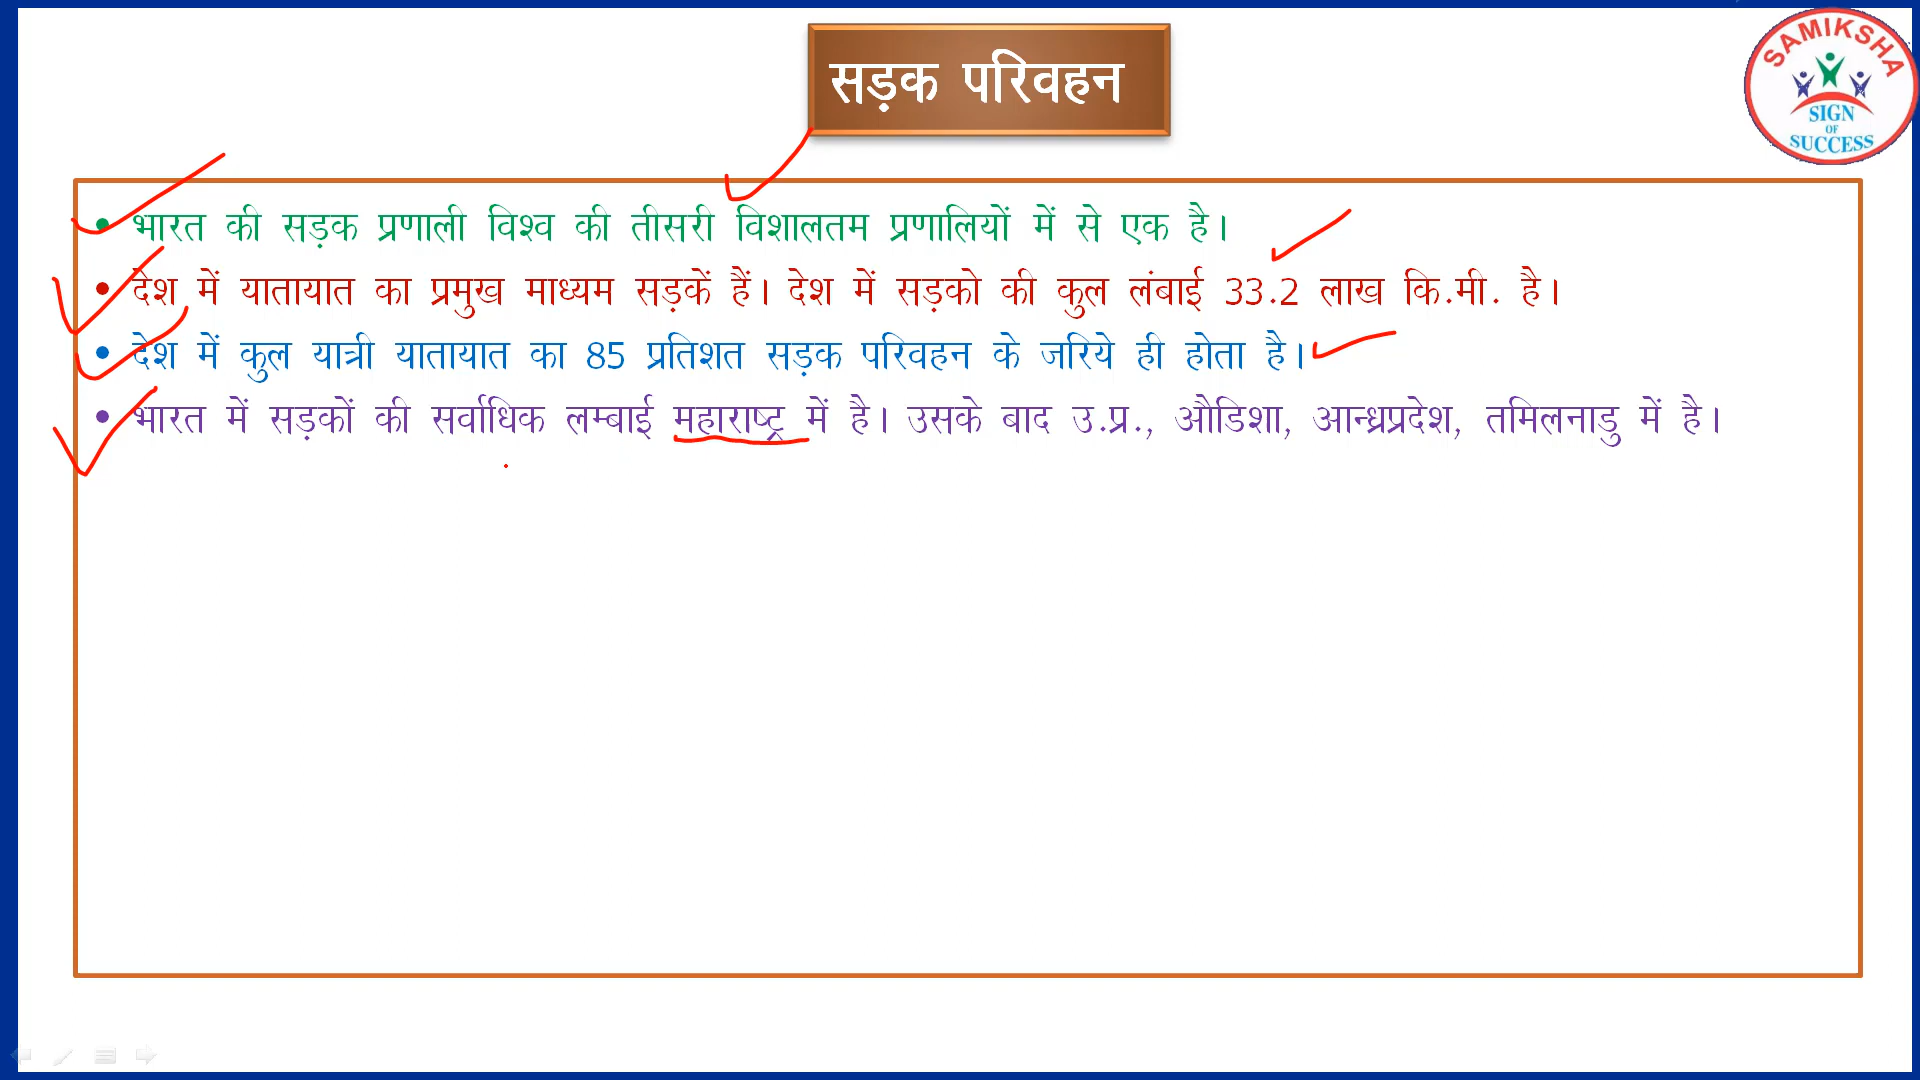 सड़क परिवहन
SAMIKSHA
SIGN
OF
SUCCESS
• भारत की सड़क प्रणाली विश्व की तीसरी विशालतम प्रणालियों में से एक है।
• देश में यातायात का प्रमुख माध्यम सड़कें हैं। देश में सड़को की कुल लंबाई 33.2 लाख कि.मी. है।
• देश में कुल यात्री यातायात का 85 प्रतिशत सड़क परिवहन के जरिये ही होता है।
• भारत में सड़कों की सर्वाधिक लम्बाई महाराष्ट्र में है। उसके बाद उ.प्र., औडिशा, आन्ध्रप्रदेश, तमिलनाडु में है।